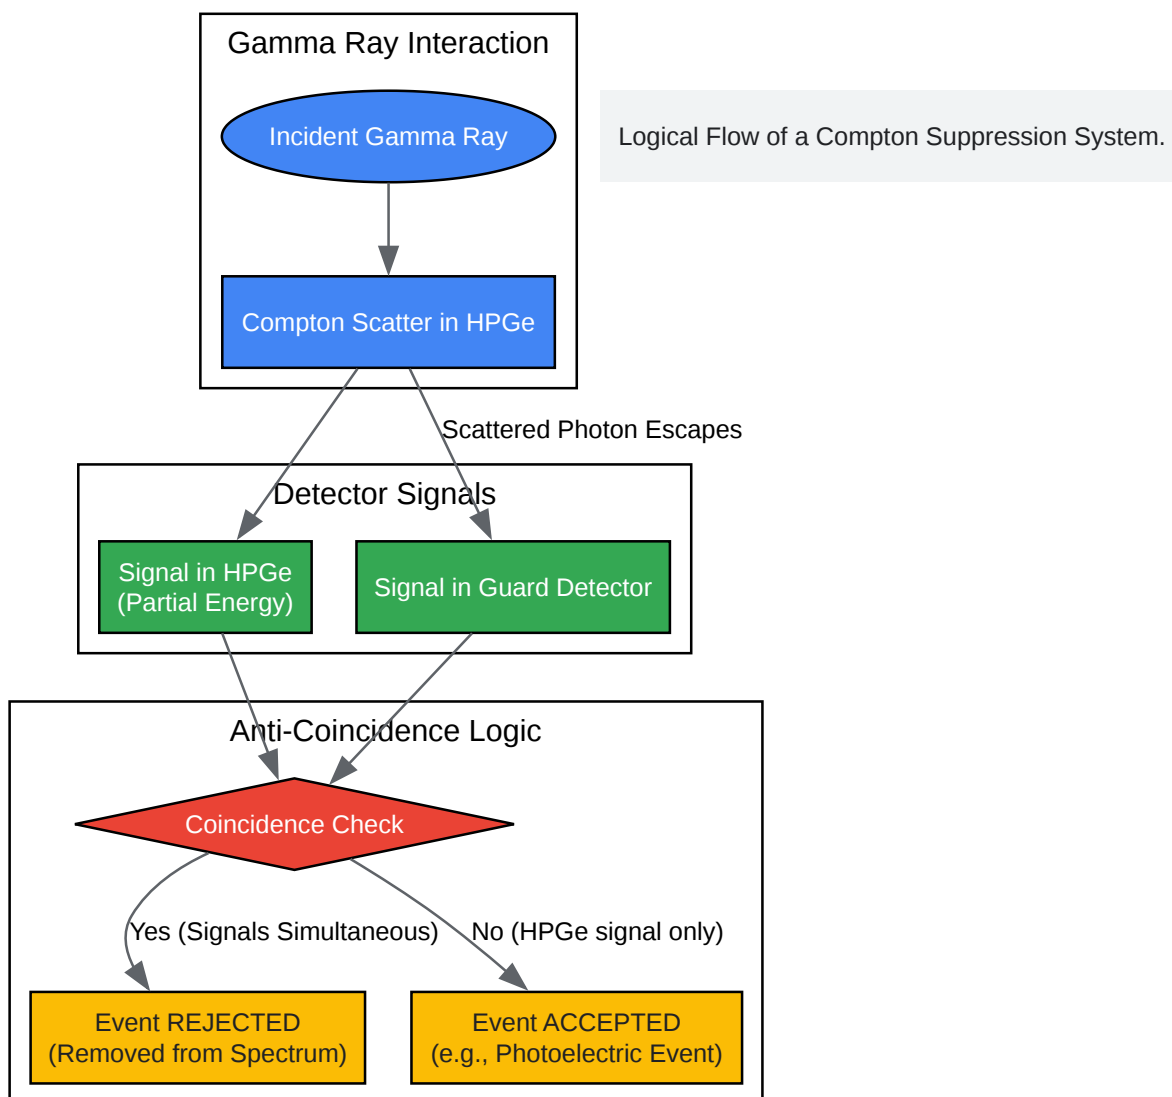 Gamma Ray Interaction
Incident Gamma Ray
Logical Flow of a Compton Suppression System.
Compton Scatter in HPGe
Scattered Photon Escapes
Detector Signals
Signal in HPGe
(Partial Energy)
Signal in Guard Detector
Anti-Coincidence Logic
Coincidence Check
Yes (Signals Simultaneous)
No (HPGe signal only)
Event REJECTED
(Removed from Spectrum)
Event ACCEPTED
(e.g., Photoelectric Event)